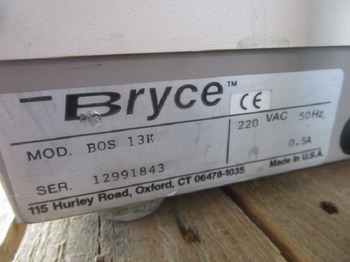 Bryce™
CE
MOD. BOS 13K
220 VAC 50Hz,
0.5A
SER. 12991843
Made in U.S.A.
115 Hurley Road, Oxford, CT 06478-1035